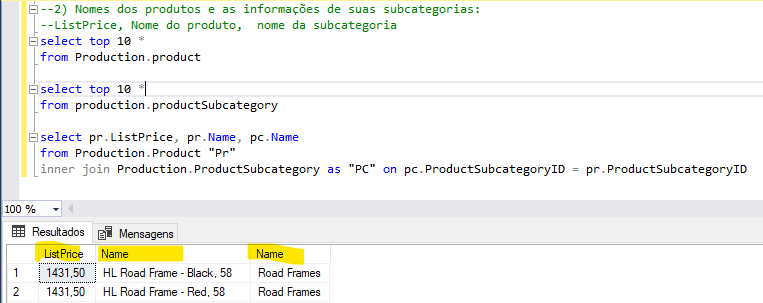 --2) Nomes dos produtos e as informações de suas subcategorias:
--ListPrice, Nome do produto,  nome da subcategoria
select top 10 *
from Production.product
select top 10 *
from production.productSubcategory
select pr.ListPrice, pr.Name, pc.Name
from Production.Product "Pr"
inner join Production.ProductSubcategory as "PC" on pc.ProductSubcategoryID = pr.ProductSubcategoryID
100 %
Resultados Mensagens
ListPrice Name Name
1 1431,50 HL Road Frame - Black, 58 Road Frames
2 1431,50 HL Road Frame - Red, 58 Road Frames